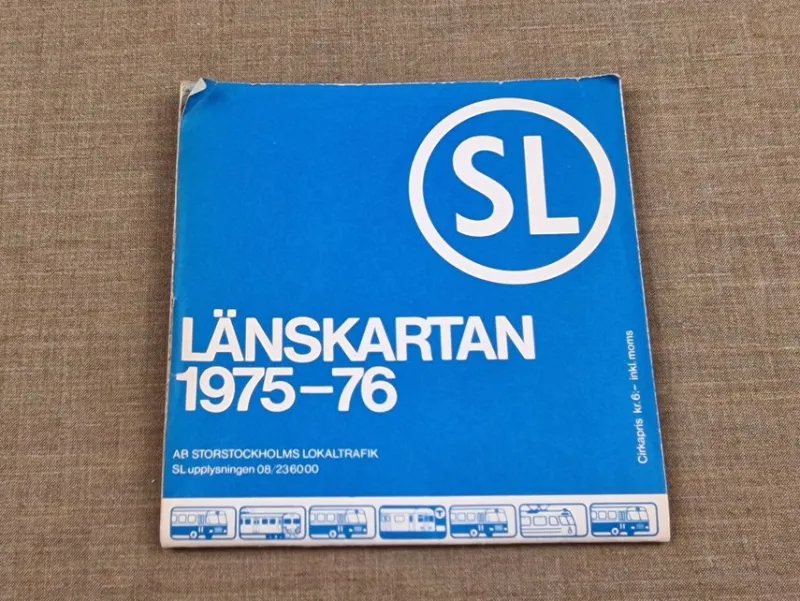 SL
LÄNSKARTAN
1975–76
AB STORSTOCKHOLMS LOKALTRAFIK
SL upplysningen 08/236000
Cirkapris kr.6:– inkl.moms